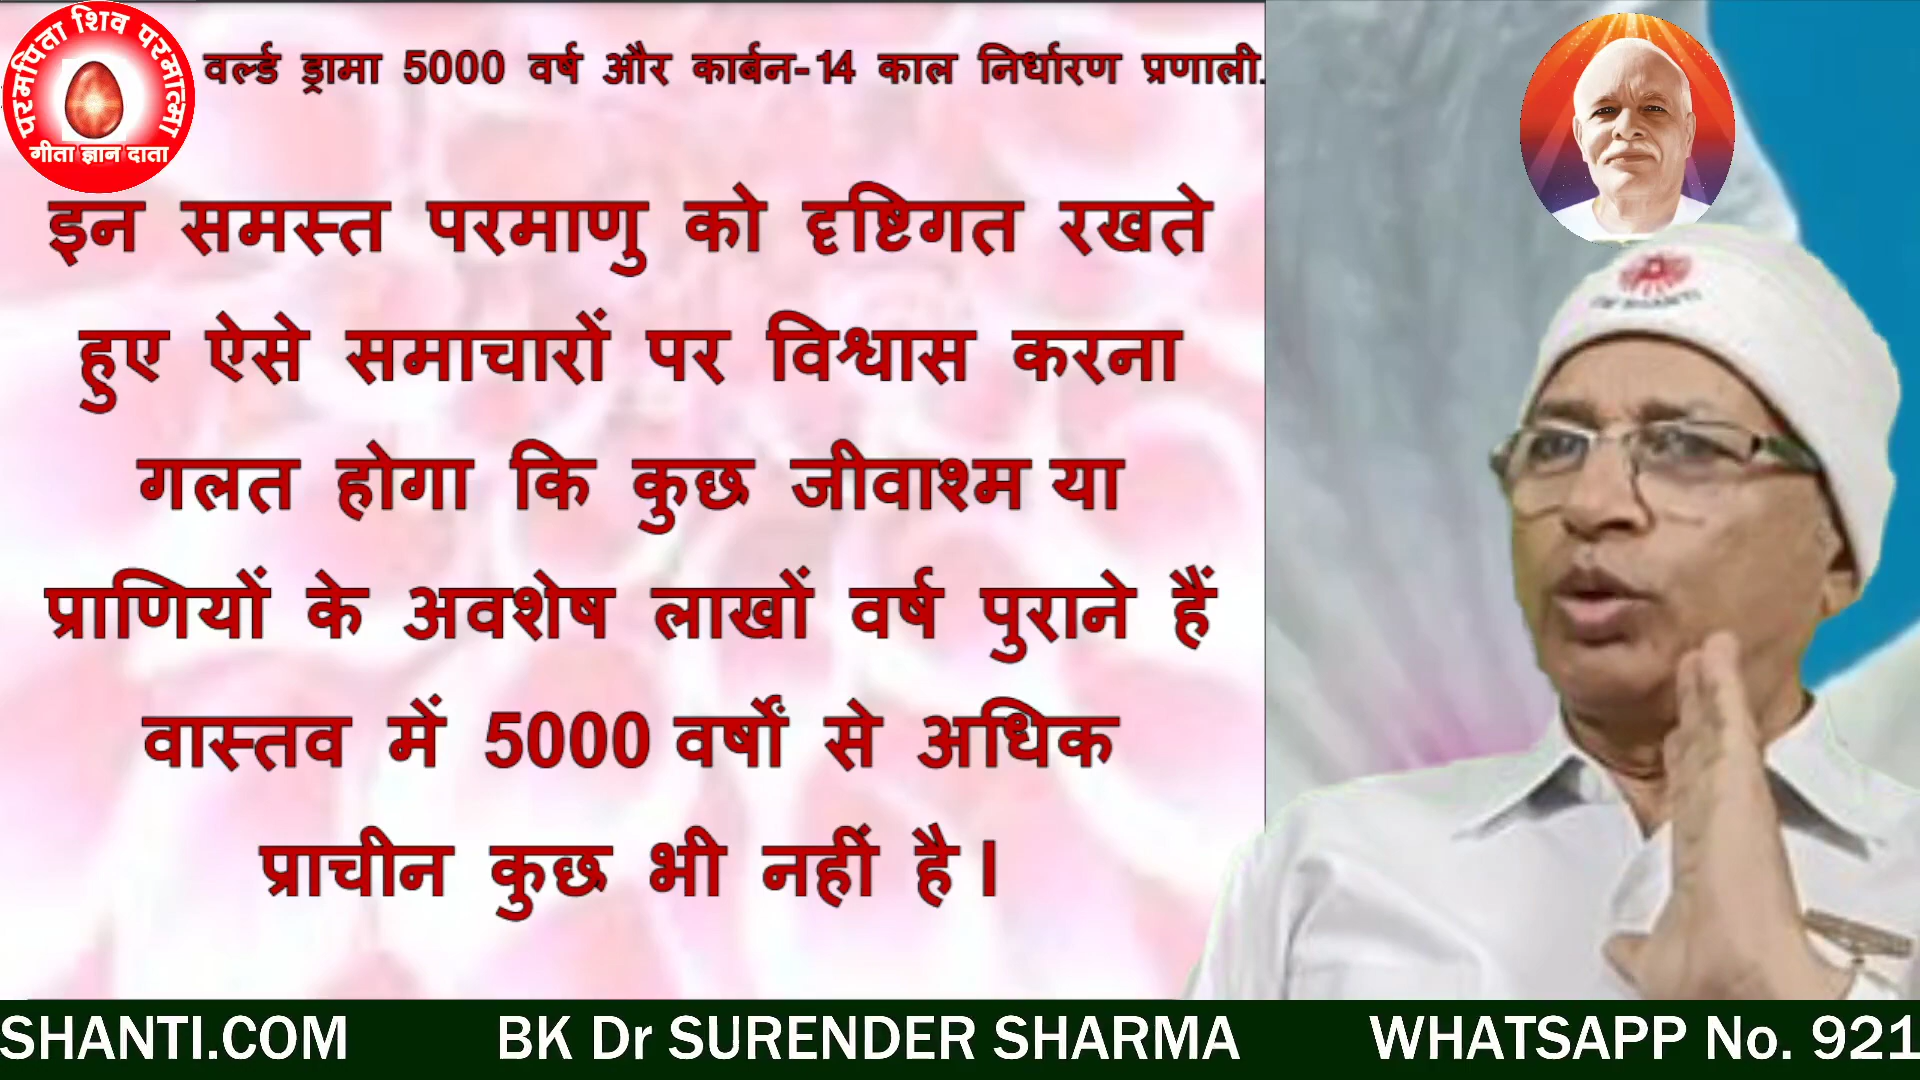 परमपिता शिव परमात्मा
गीता ज्ञान दाता
वर्ल्ड ड्रामा 5000 वर्ष और कार्बन-14 काल निर्धारण प्रणाली.
इन समस्त परमाणु को दृष्टिगत रखते
हुए ऐसे समाचारों पर विश्वास करना
गलत होगा कि कुछ जीवाश्म या
प्राणियों के अवशेष लाखों वर्ष पुराने हैं
वास्तव में 5000 वर्षों से अधिक
प्राचीन कुछ भी नहीं है।
SHANTI.COM BK Dr SURENDER SHARMA WHATSAPP No. 921